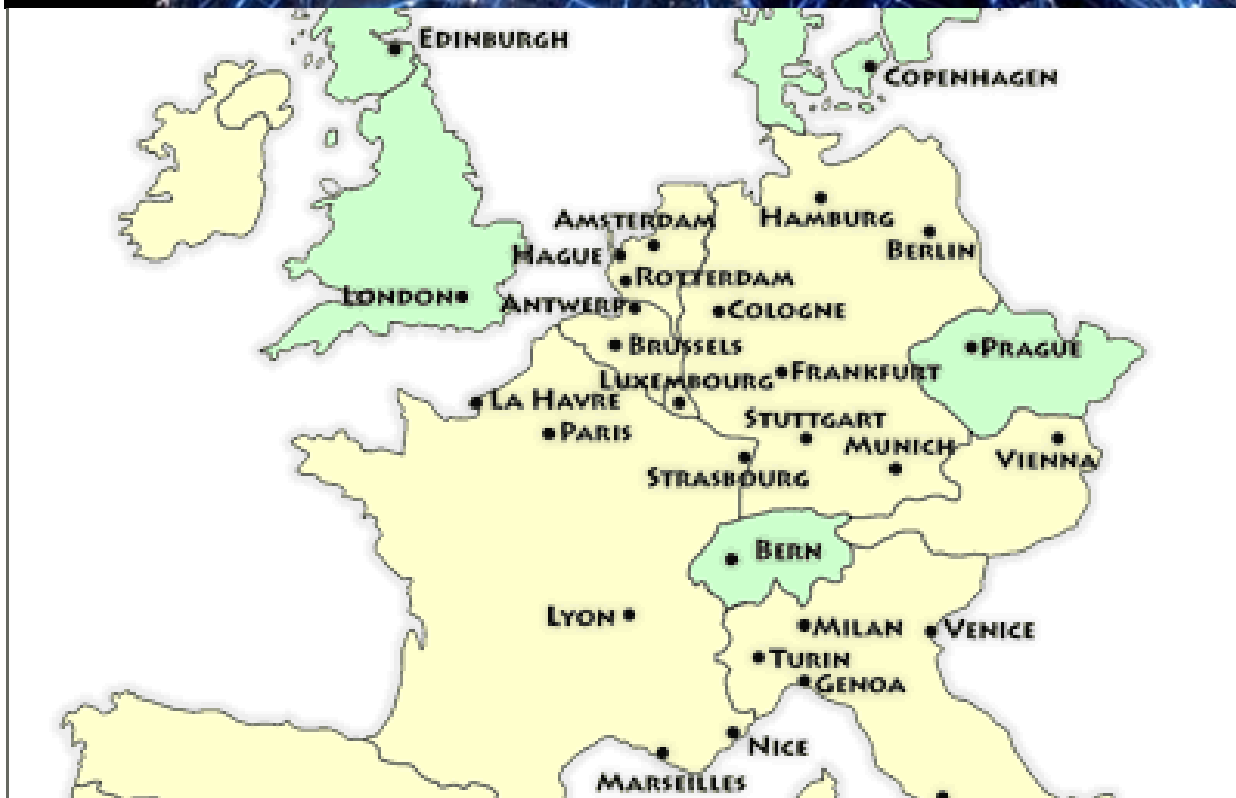 EDINBURGH
COPENHAGEN
AMSTERDAM
HAMBURG
BERLIN
HAGUE
ROTTERDAM
LONDON
ANTWERP
COLOGNE
BRUSSELS
PRAGUE
LUXEMBOURG
FRANKFURT
LA HAVRE
STUTTGART
PARIS
MUNICH
VIENNA
STRASBOURG
BERN
LYON
MILAN
VENICE
TURIN
GENOA
NICE
MARSEILLES